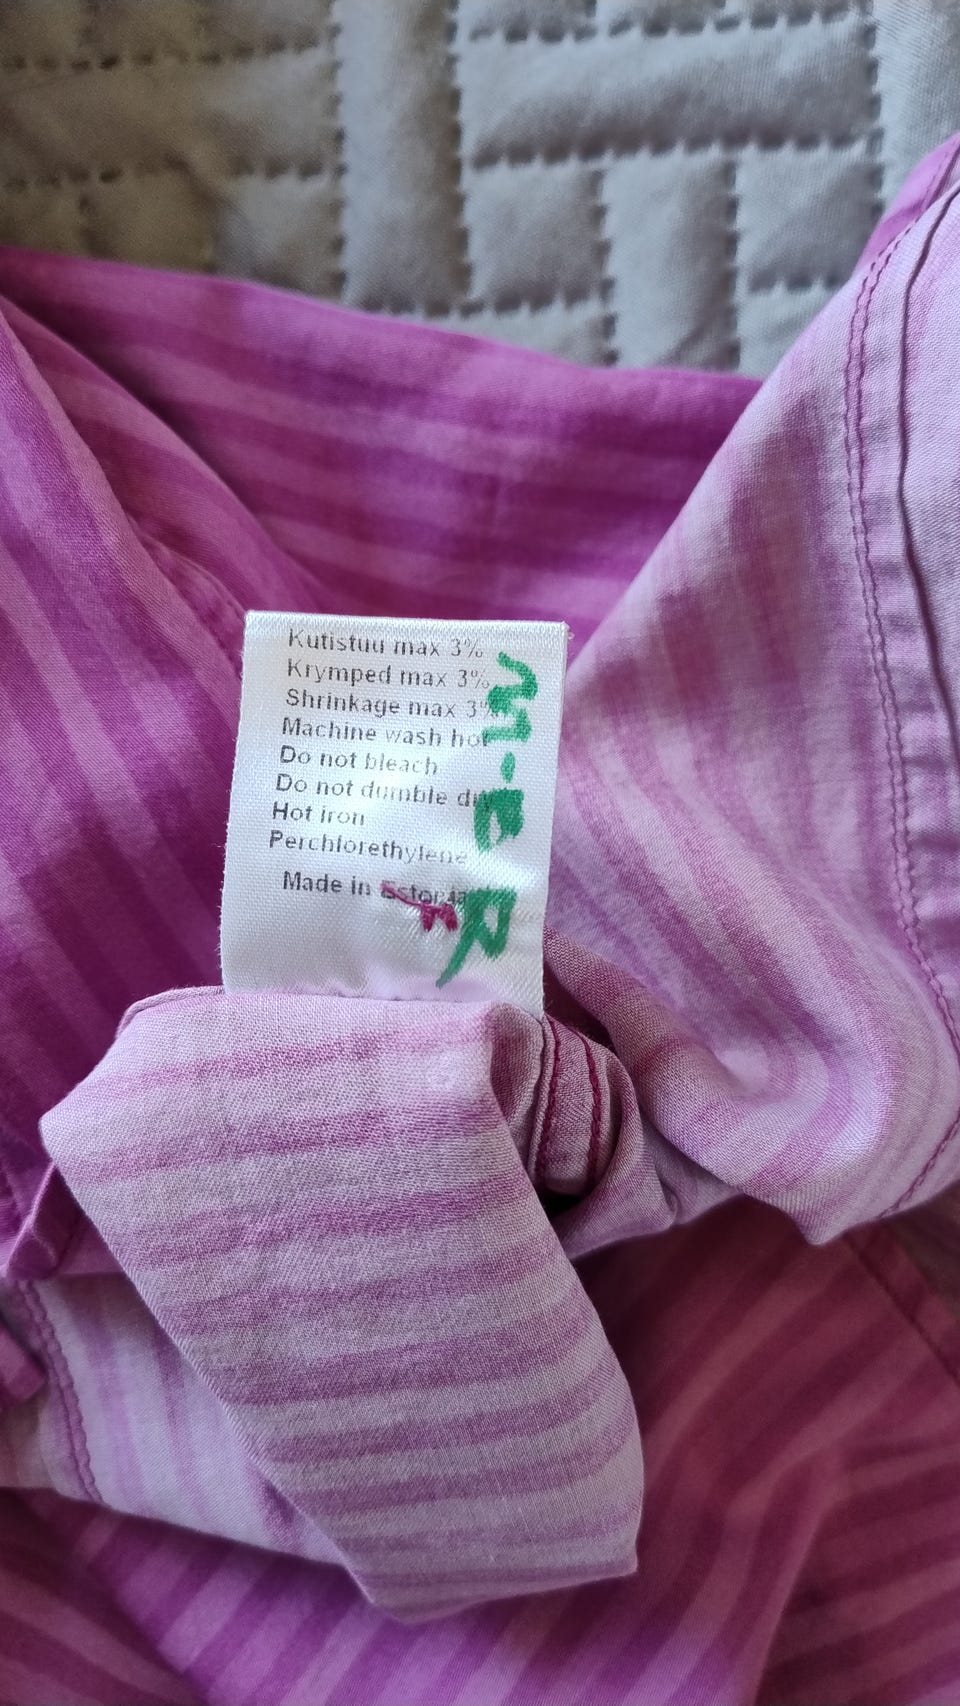 Kutistuu max 3%
Krymped max 3%
Shrinkage max 3%
Machine wash hot
Do not bleach
Do not dumble dry
Hot iron
Perchlorethylene
Made in Estonia